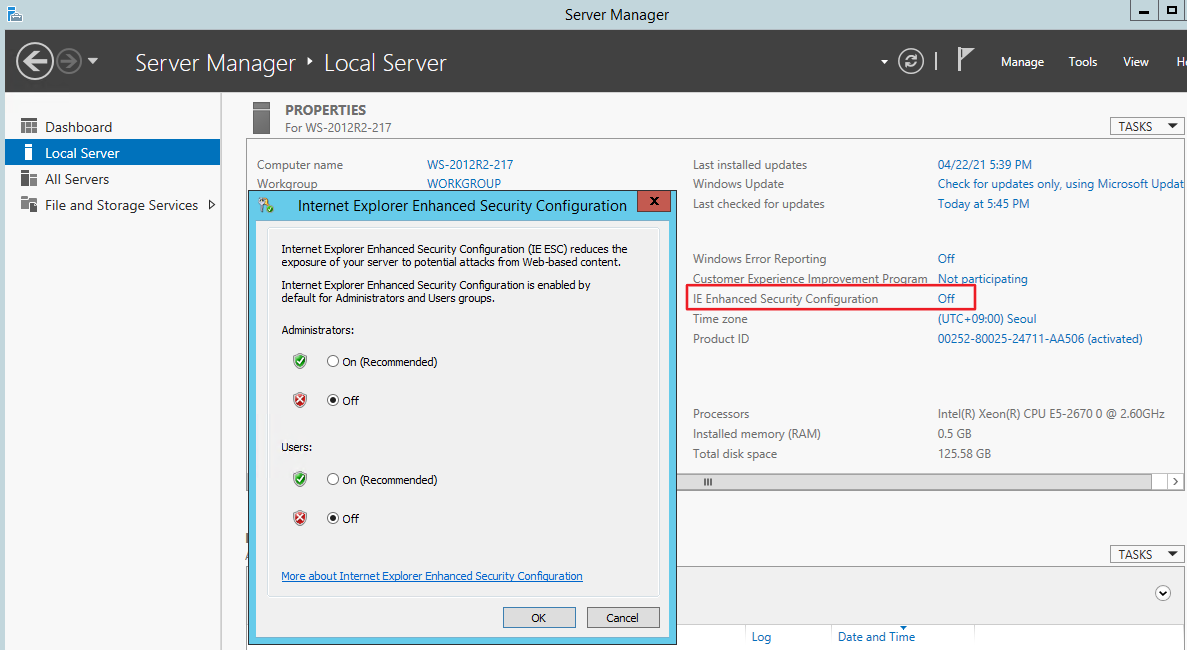 Server Manager
Server Manager
Local Server
Manage
Tools
View
Dashboard
Local Server
All Servers
File and Storage Services
PROPERTIES
For WS-2012R2-217
TASKS
Computer name WS-2012R2-217
Workgroup WORKGROUP
Last installed updates 04/22/21 5:39 PM
Windows Update Check for updates only, using Microsoft Updat
Last checked for updates Today at 5:45 PM
Windows Error Reporting Off
Customer Experience Improvement Program Not participating
IE Enhanced Security Configuration Off
Time zone (UTC+09:00) Seoul
Product ID 00252-80025-24711-AA506 (activated)
Processors Intel(R) Xeon(R) CPU E5-2670 0 @ 2.60GHz
Installed memory (RAM) 0.5 GB
Total disk space 125.58 GB
Internet Explorer Enhanced Security Configuration
Internet Explorer Enhanced Security Configuration (IE ESC) reduces the
exposure of your server to potential attacks from Web-based content.
Internet Explorer Enhanced Security Configuration is enabled by
default for Administrators and Users groups.
Administrators:
On (Recommended)
Off
Users:
On (Recommended)
Off
More about Internet Explorer Enhanced Security Configuration
OK
Cancel
TASKS
Log
Date and Time